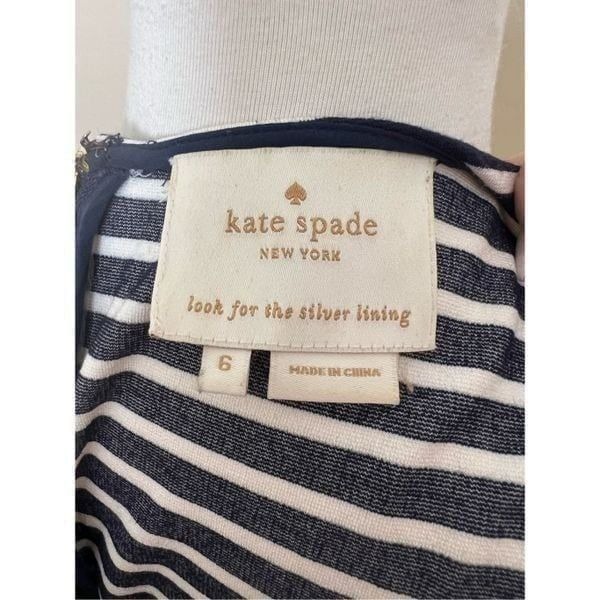 kate spade
NEW YORK
look for the silver lining
6
MADE IN CHINA